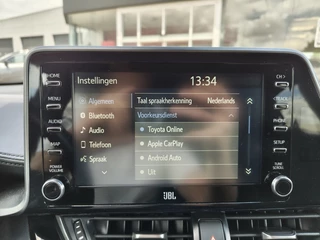 Instellingen
13:34
HOME
MENU
AUDIO
MAP
POWER
VOLUME
Algemeen
Bluetooth
Audio
Telefoon
Spraak
Taal spraakherkenning Nederlands
Voorkeursdienst
Toyota Online
Apple CarPlay
Android Auto
Uit
CH >
< TRACK
PHONE
SETUP
TUNE
SCROLL
JBL